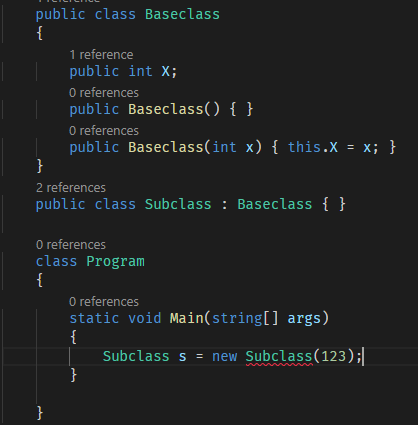 1 reference
public class Baseclass
{
1 reference
public int X;
0 references
public Baseclass() { }
0 references
public Baseclass(int x) { this.X = x; }
}
2 references
public class Subclass : Baseclass { }
0 references
class Program
{
0 references
static void Main(string[] args)
{
Subclass s = new Subclass(123);
}
}